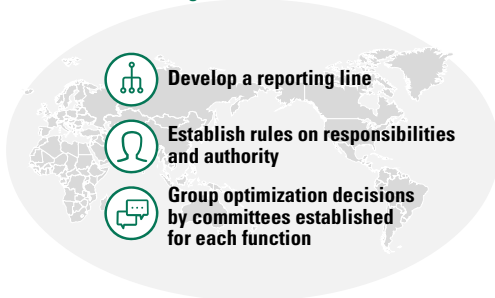 Develop a reporting line
Establish rules on responsibilities
and authority
Group optimization decisions
by committees established
for each function